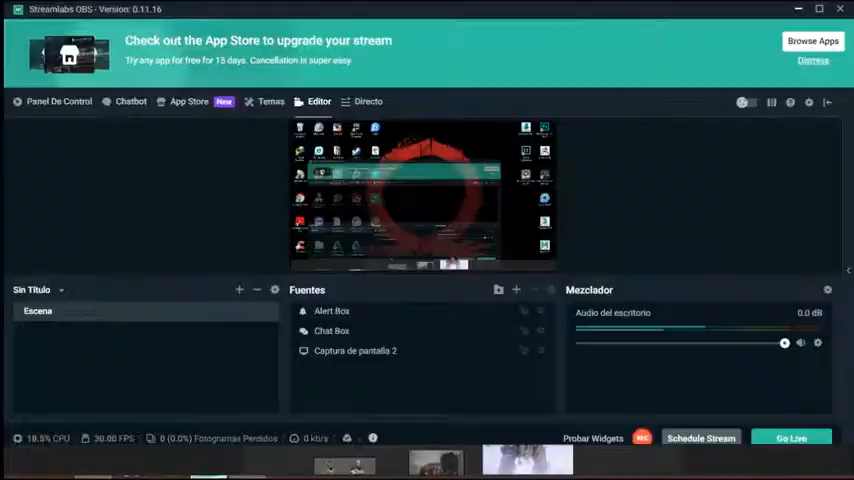 Streamlabs OBS - Version: 0.11.16
Check out the App Store to upgrade your stream
Try any app for free for 15 days. Cancellation is super easy
Browse Apps
Dismiss
Panel De Control
Chatbot
App Store New
Temas
Editor
Directo
Sin Título
Fuentes
Mezclador
Escena
Alert Box
Chat Box
Captura de pantalla 2
Audio del escritorio 0.0 dB
18.5% CPU
30.00 FPS
0 (0.0%) Fotogramas Perdidos
0 kb/s
Probar Widgets
REC
Schedule Stream
Go Live